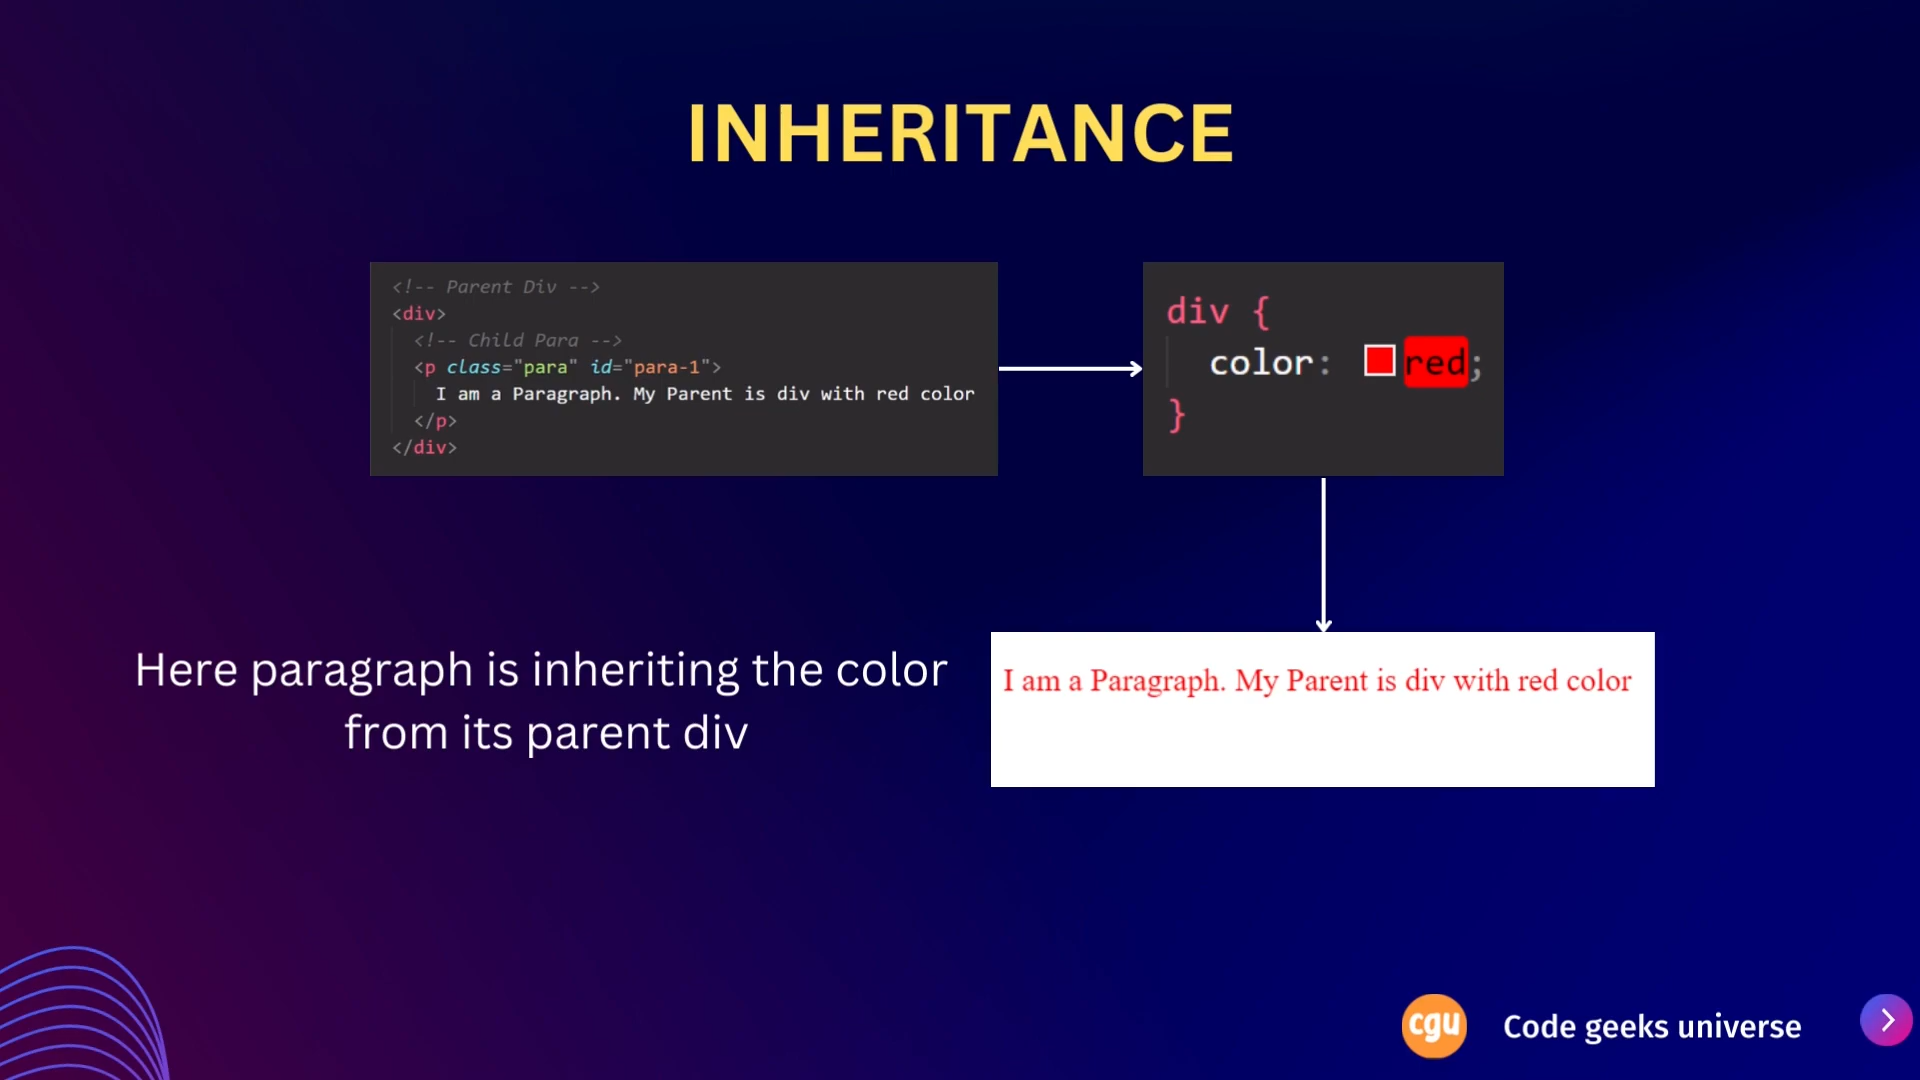 INHERITANCE
<!-- Parent Div -->
<div>
<!-- Child Para -->
<p class="para" id="para-1">
I am a Paragraph. My Parent is div with red color
</p>
</div>
div {
color: red;
}
Here paragraph is inheriting the color
from its parent div
I am a Paragraph. My Parent is div with red color
cgu
Code geeks universe